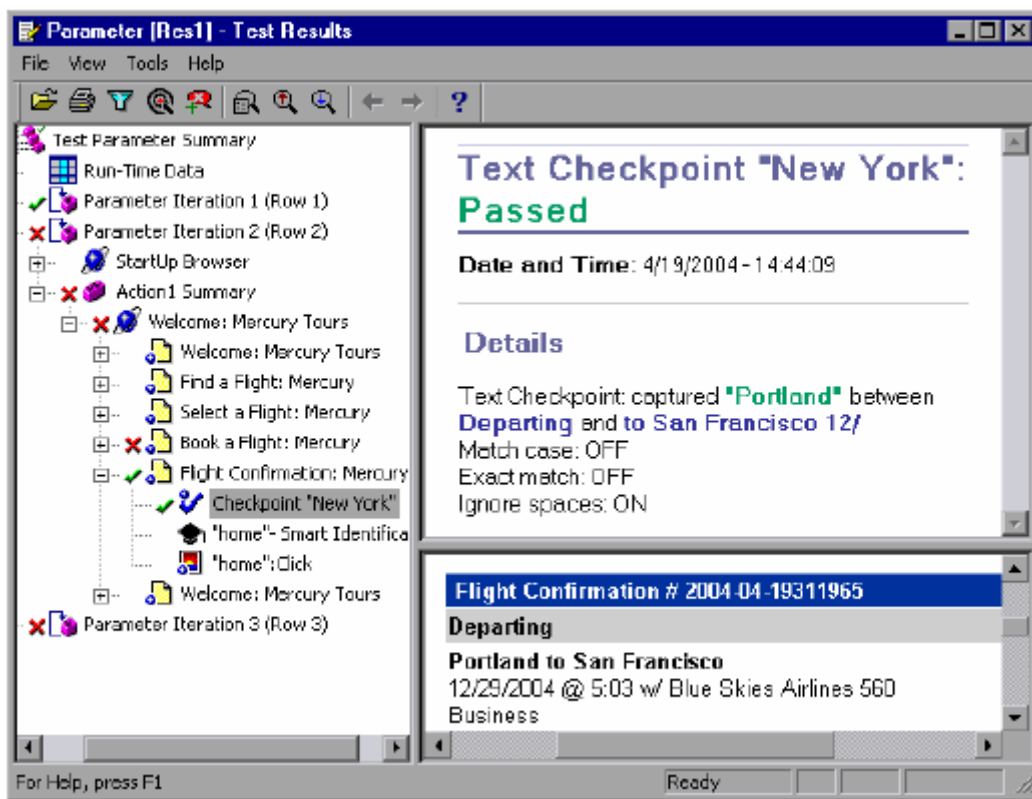 Parameter [Res1] - Test Results
File View Tools Help
Test Parameter Summary
Run-Time Data
Parameter Iteration 1 (Row 1)
Parameter Iteration 2 (Row 2)
StartUp Browser
Action1 Summary
Welcome: Mercury Tours
Welcome: Mercury Tours
Find a Flight: Mercury
Select a Flight: Mercury
Book a Flight: Mercury
Flight Confirmation: Mercury
Checkpoint "New York"
"home"- Smart Identifica
"home":Click
Welcome: Mercury Tours
Parameter Iteration 3 (Row 3)
Text Checkpoint "New York":
Passed
Date and Time: 4/19/2004 - 14:44:09
Details
Text Checkpoint: captured "Portland" between
Departing and to San Francisco 12/
Match case: OFF
Exact match: OFF
Ignore spaces: ON
Flight Confirmation # 2004-04-19311965
Departing
Portland to San Francisco
12/29/2004 @ 5:03 w/ Blue Skies Airlines 560
Business
For Help, press F1
Ready